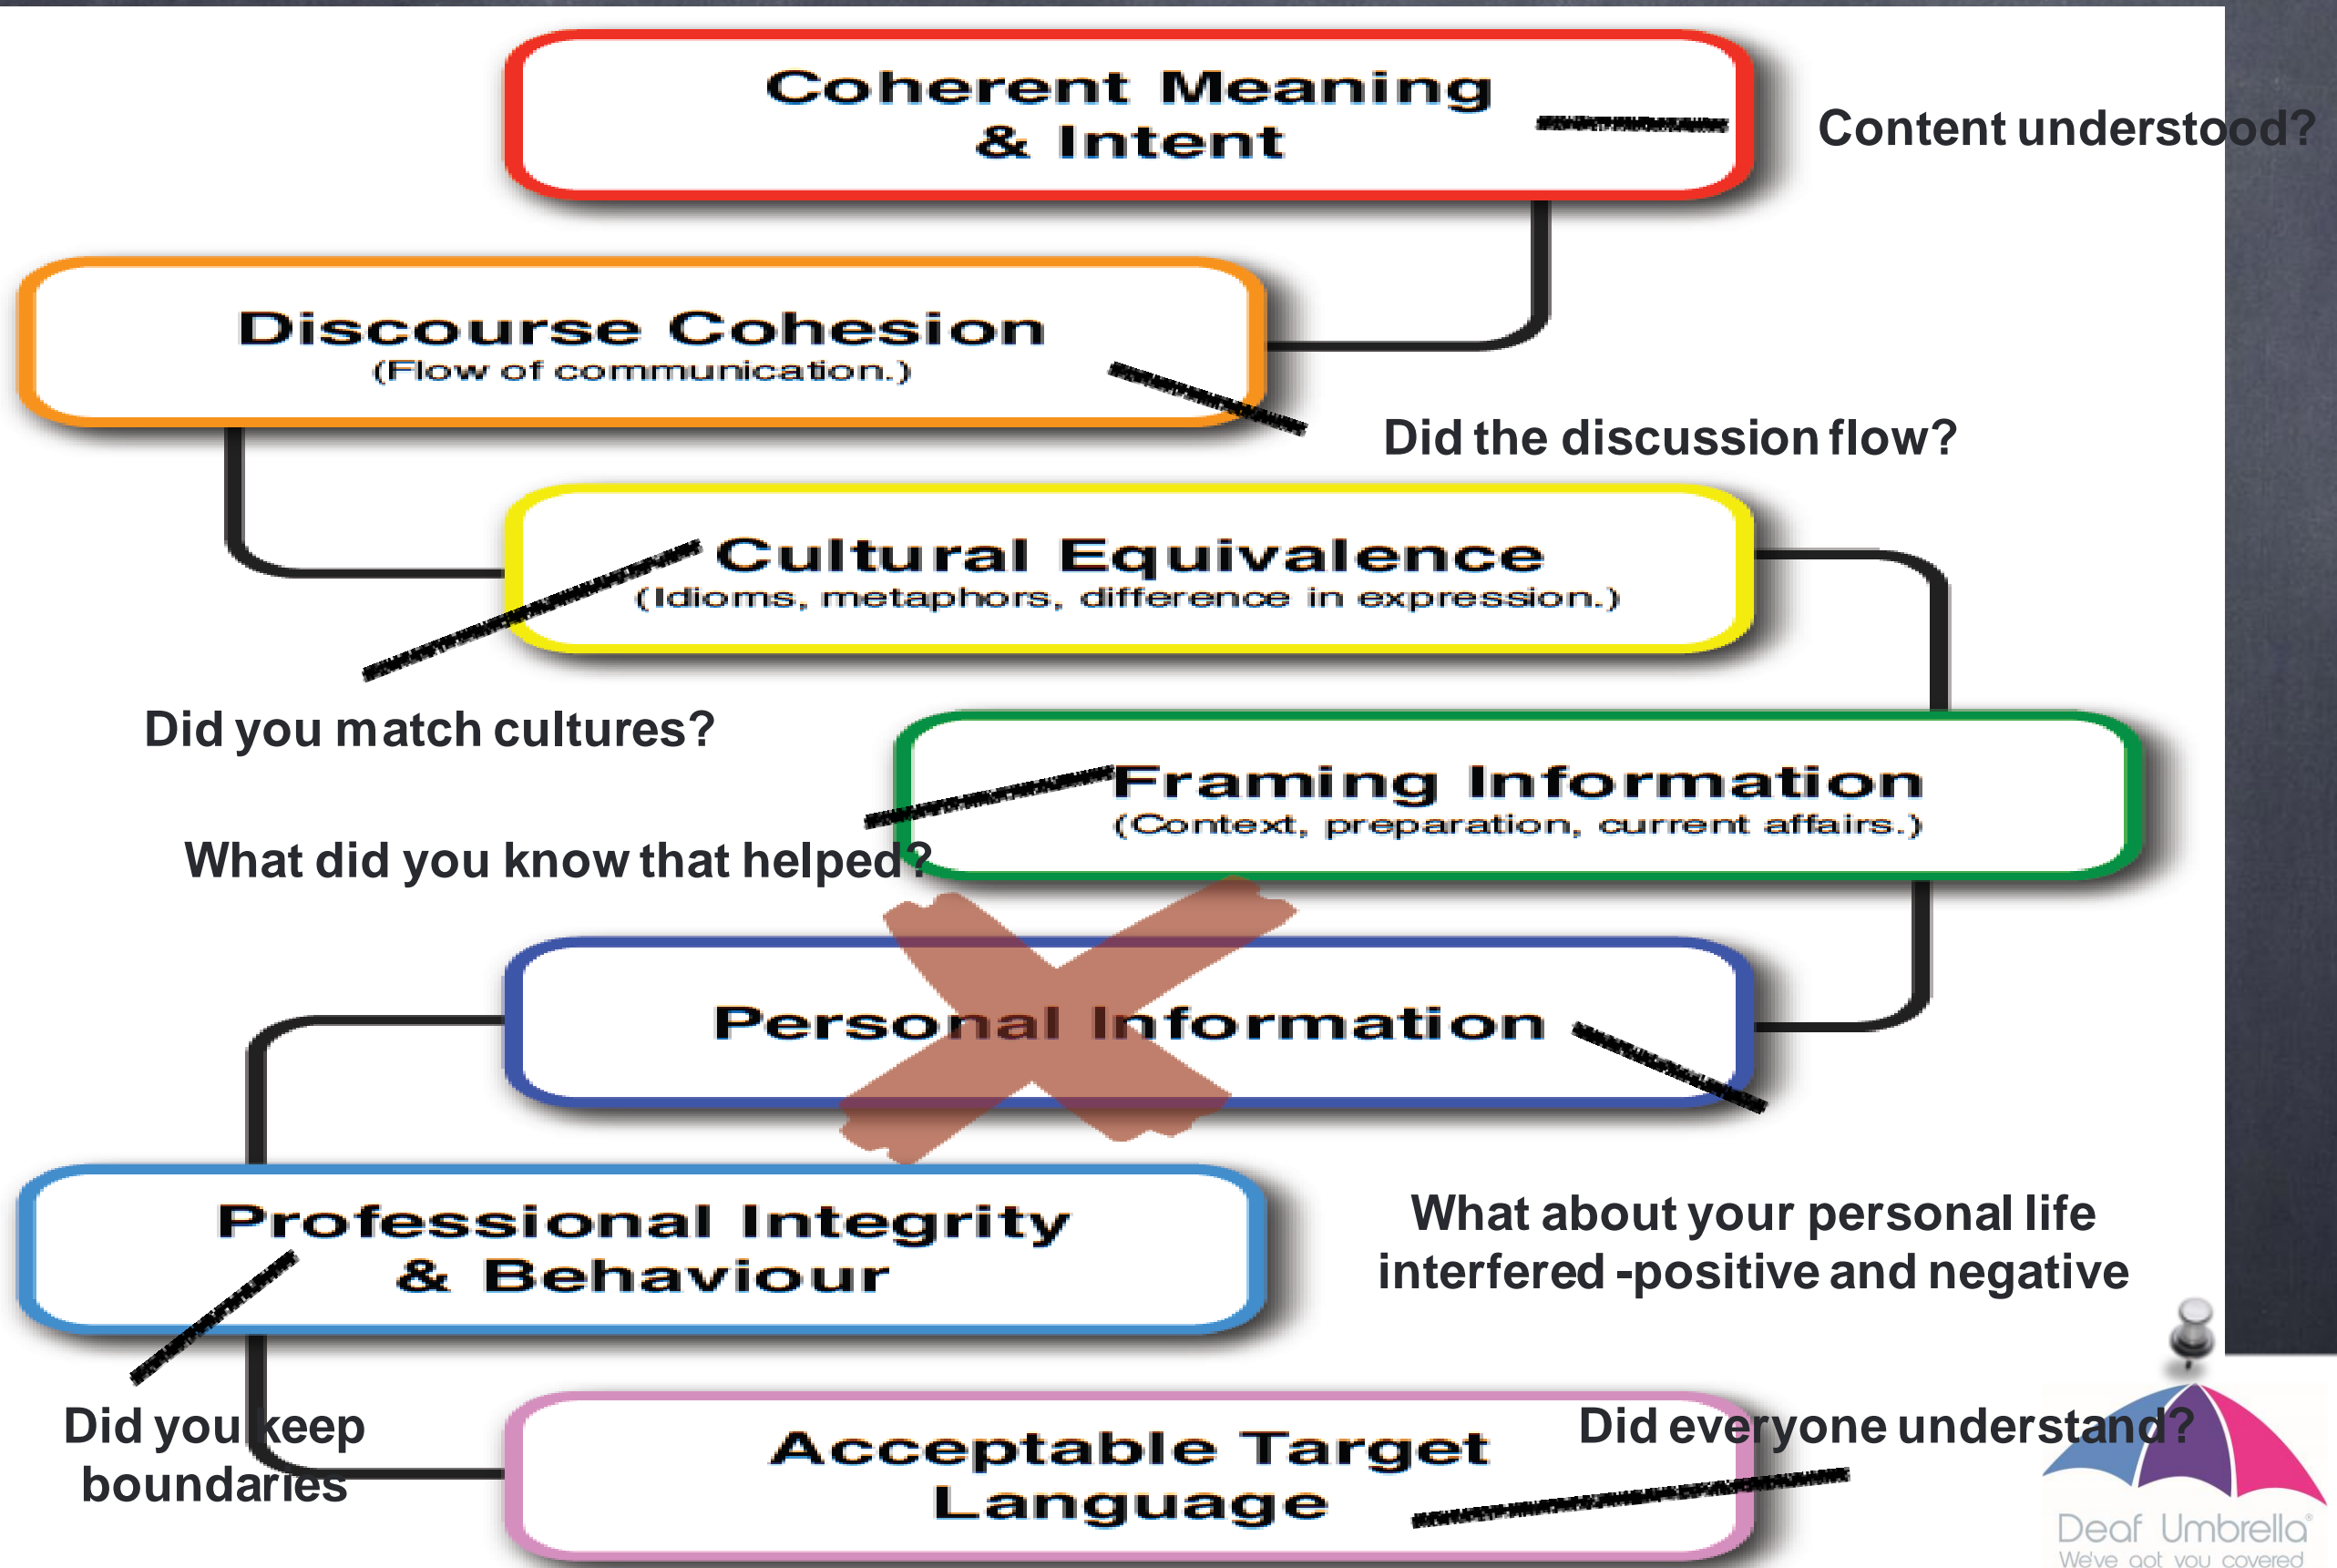 Coherent Meaning
& Intent
Content understood?
Discourse Cohesion
(Flow of communication.)
Did the discussion flow?
Cultural Equivalence
(Idioms, metaphors, difference in expression.)
Did you match cultures?
Framing Information
(Context, preparation, current affairs.)
What did you know that helped?
Personal Information
What about your personal life
interfered -positive and negative
Professional Integrity
& Behaviour
Did you keep
boundaries
Acceptable Target
Language
Did everyone understand?
Deaf Umbrella®
We've got you covered